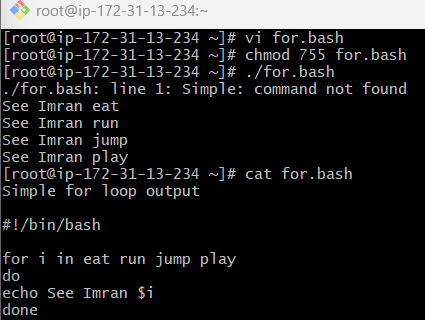 root@ip-172-31-13-234:~
[root@ip-172-31-13-234 ~]# vi for.bash
[root@ip-172-31-13-234 ~]# chmod 755 for.bash
[root@ip-172-31-13-234 ~]# ./for.bash
./for.bash: line 1: Simple: command not found
See Imran eat
See Imran run
See Imran jump
See Imran play
[root@ip-172-31-13-234 ~]# cat for.bash
Simple for loop output

#!/bin/bash

for i in eat run jump play
do
echo See Imran $i
done